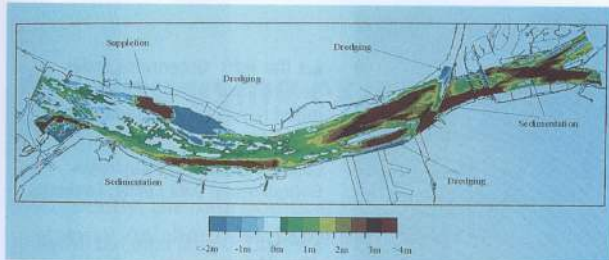 Suppletion
Dredging
Dredging
Sedimentation
Sedimentation
Dredging
<-2m -1m 0m 1m 2m 3m >4m